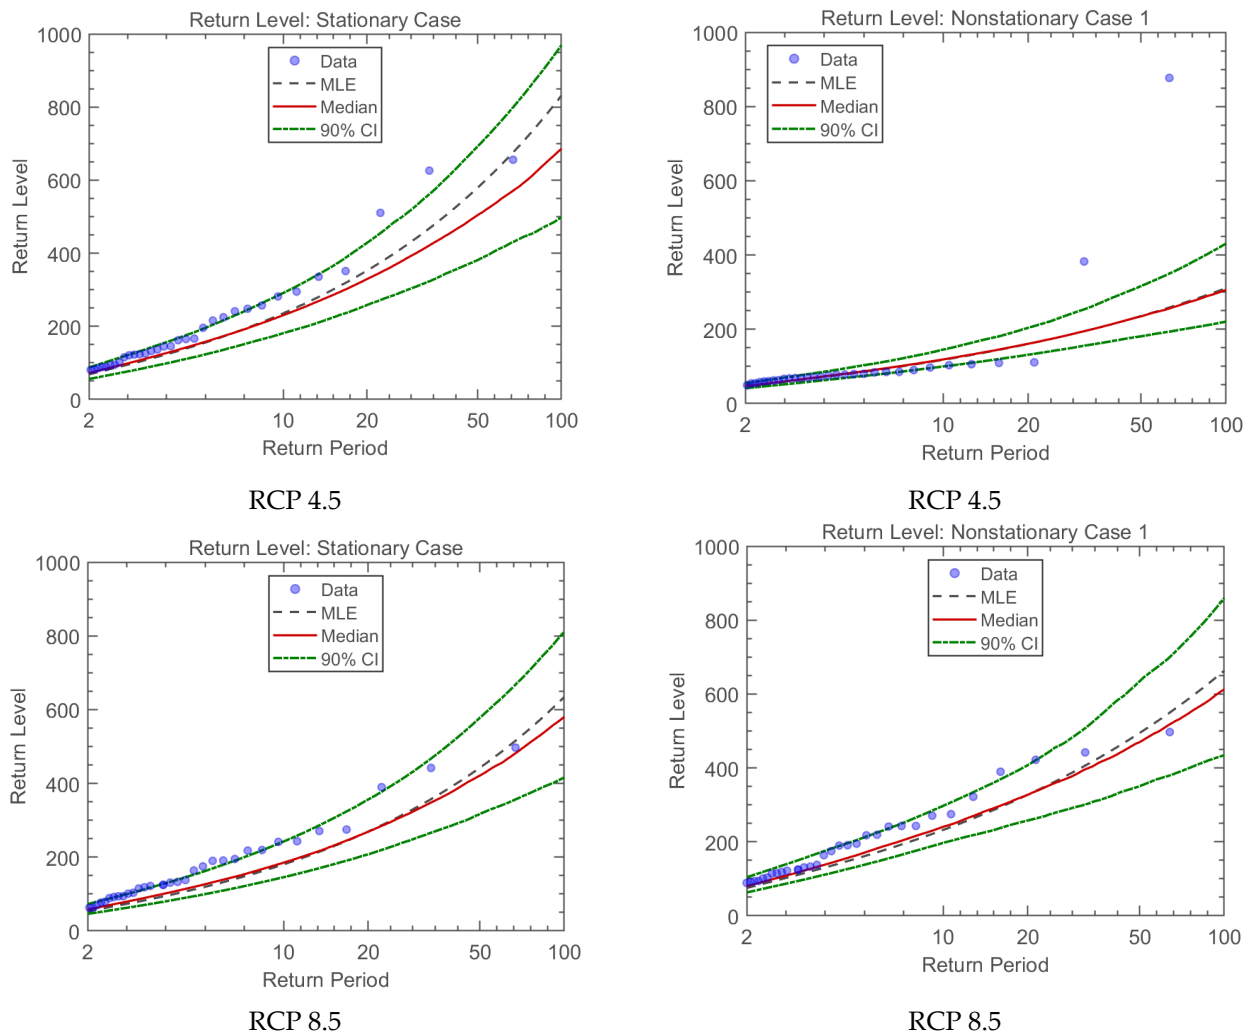 Return Level: Stationary Case
1000
800
600
400
200
0
Return Level
Data
MLE
Median
90% CI
2
10
20
50
100
Return Period
RCP 4.5
Return Level: Nonstationary Case 1
1000
800
600
400
200
0
Return Level
Data
MLE
Median
90% CI
2
10
20
50
100
Return Period
RCP 4.5
Return Level: Stationary Case
1000
800
600
400
200
0
Return Level
Data
MLE
Median
90% CI
2
10
20
50
100
Return Period
RCP 8.5
Return Level: Nonstationary Case 1
1000
800
600
400
200
0
Return Level
Data
MLE
Median
90% CI
2
10
20
50
100
Return Period
RCP 8.5